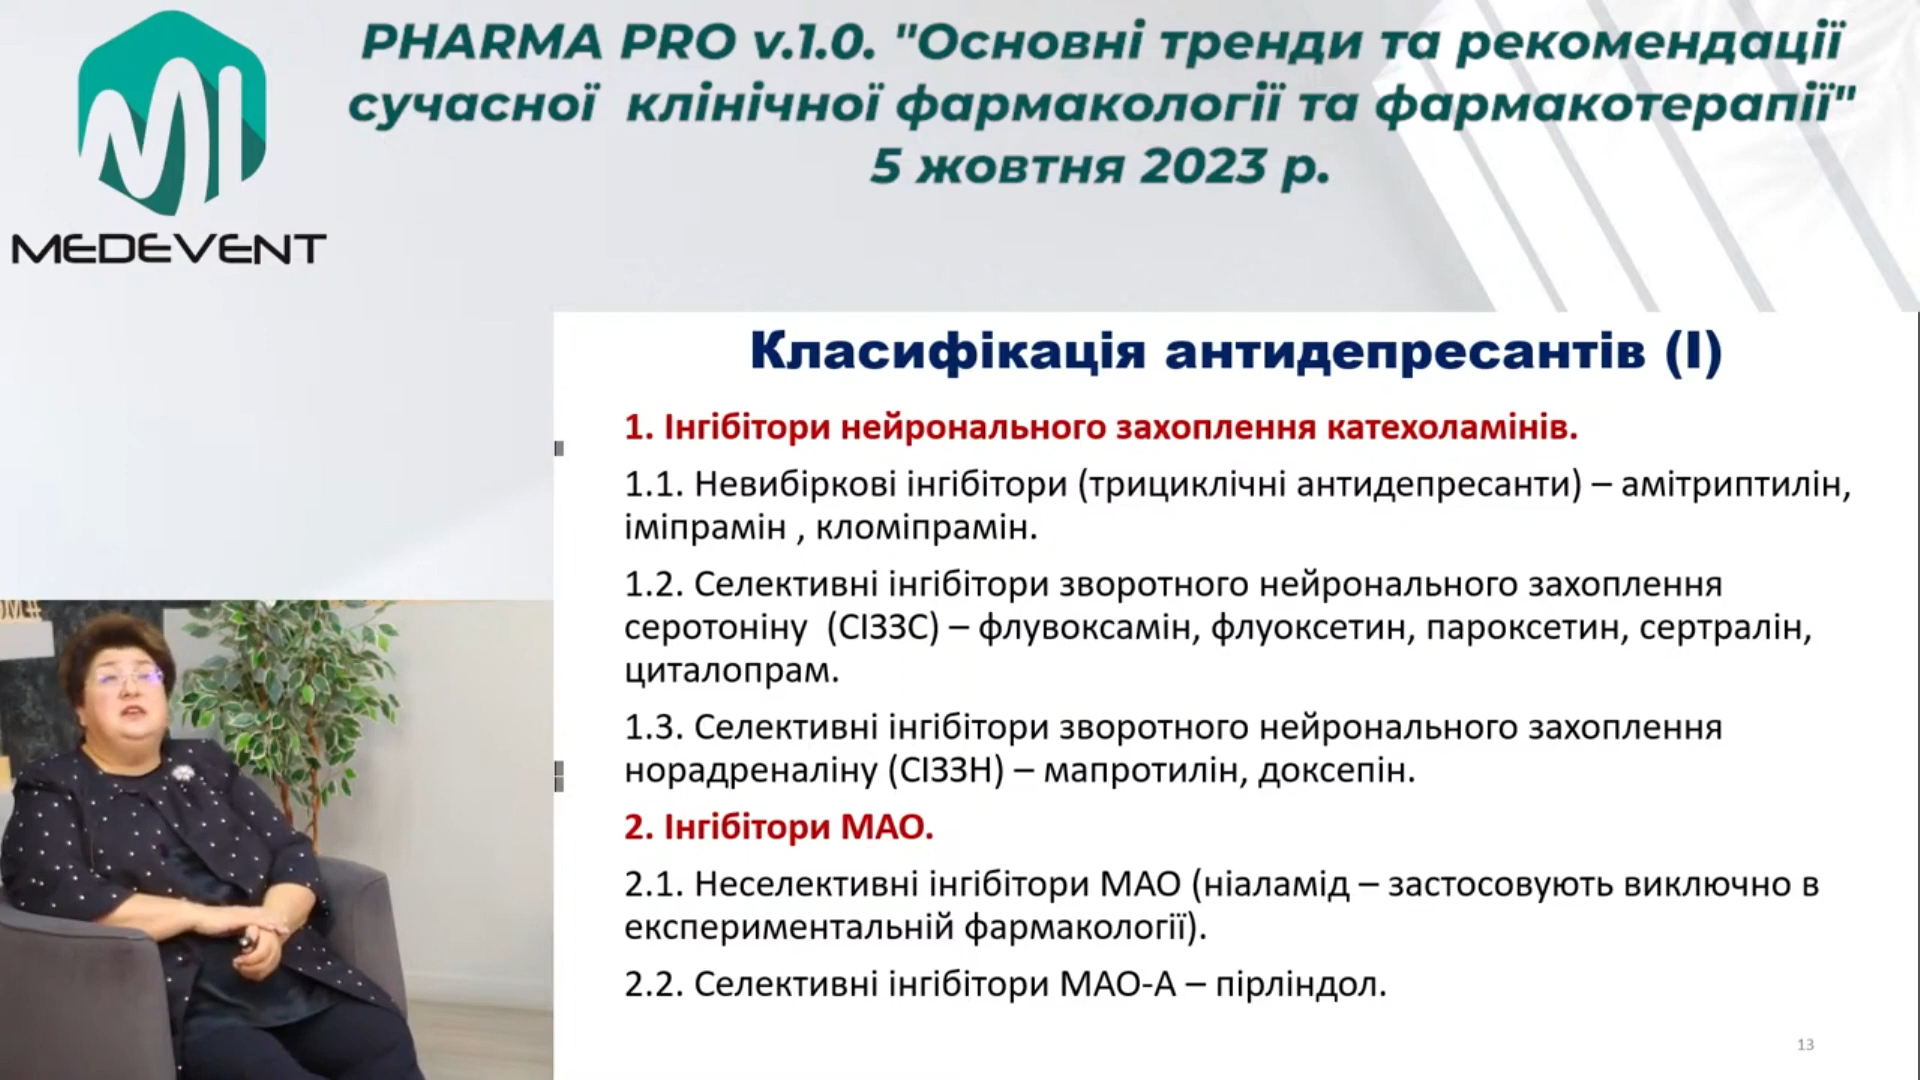 PHARMA PRO v.1.0. "Основні тренди та рекомендації
сучасної клінічної фармакології та фармакотерапії"
5 жовтня 2023 р.
MEDEVENT
Класифікація антидепресантів (I)
1. Інгібітори нейронального захоплення катехоламінів.
1.1. Невибіркові інгібітори (трициклічні антидепресанти) – амітриптилін,
іміпрамін , кломіпрамін.
1.2. Селективні інгібітори зворотного нейронального захоплення
серотоніну (СІЗЗС) – флувоксамін, флуоксетин, пароксетин, сертралін,
циталопрам.
1.3. Селективні інгібітори зворотного нейронального захоплення
норадреналіну (СІЗЗН) – мапротилін, доксепін.
2. Інгібітори МАО.
2.1. Неселективні інгібітори МАО (ніаламід – застосовують виключно в
експериментальній фармакології).
2.2. Селективні інгібітори МАО-А – пірліндол.
13